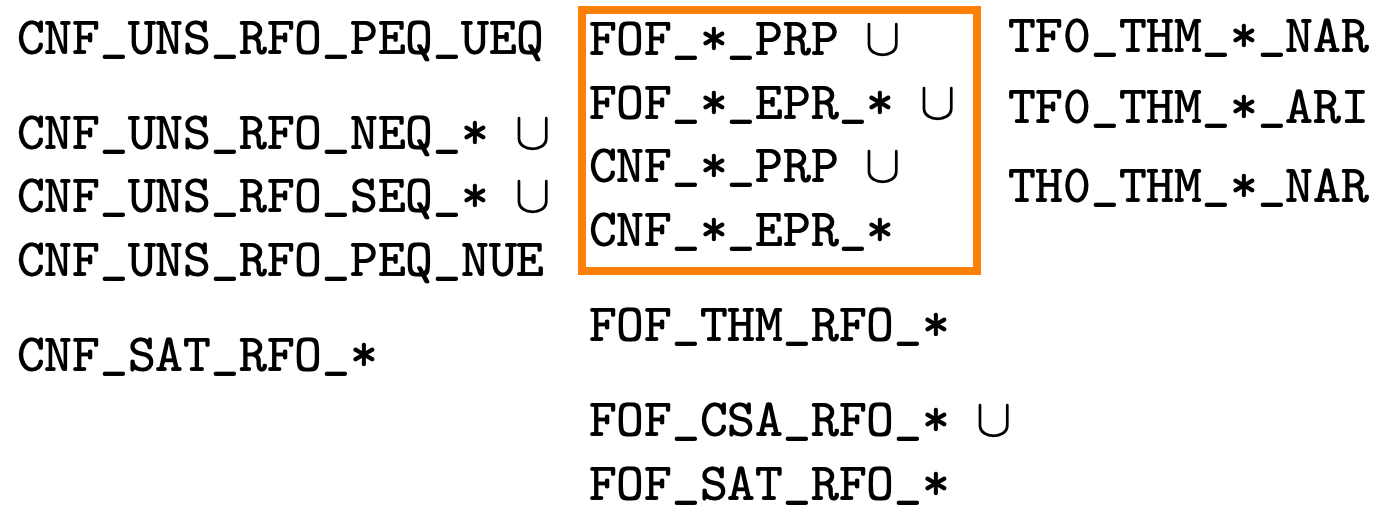 CNF_UNS_RFO_PEQ_UEQ
CNF_UNS_RFO_NEQ_* ∪
CNF_UNS_RFO_SEQ_* ∪
CNF_UNS_RFO_PEQ_NUE
CNF_SAT_RFO_*
FOF_*_PRP ∪
FOF_*_EPR_* ∪
CNF_*_PRP ∪
CNF_*_EPR_*
FOF_THM_RFO_*
FOF_CSA_RFO_* ∪
FOF_SAT_RFO_*
TFO_THM_*_NAR
TFO_THM_*_ARI
THO_THM_*_NAR